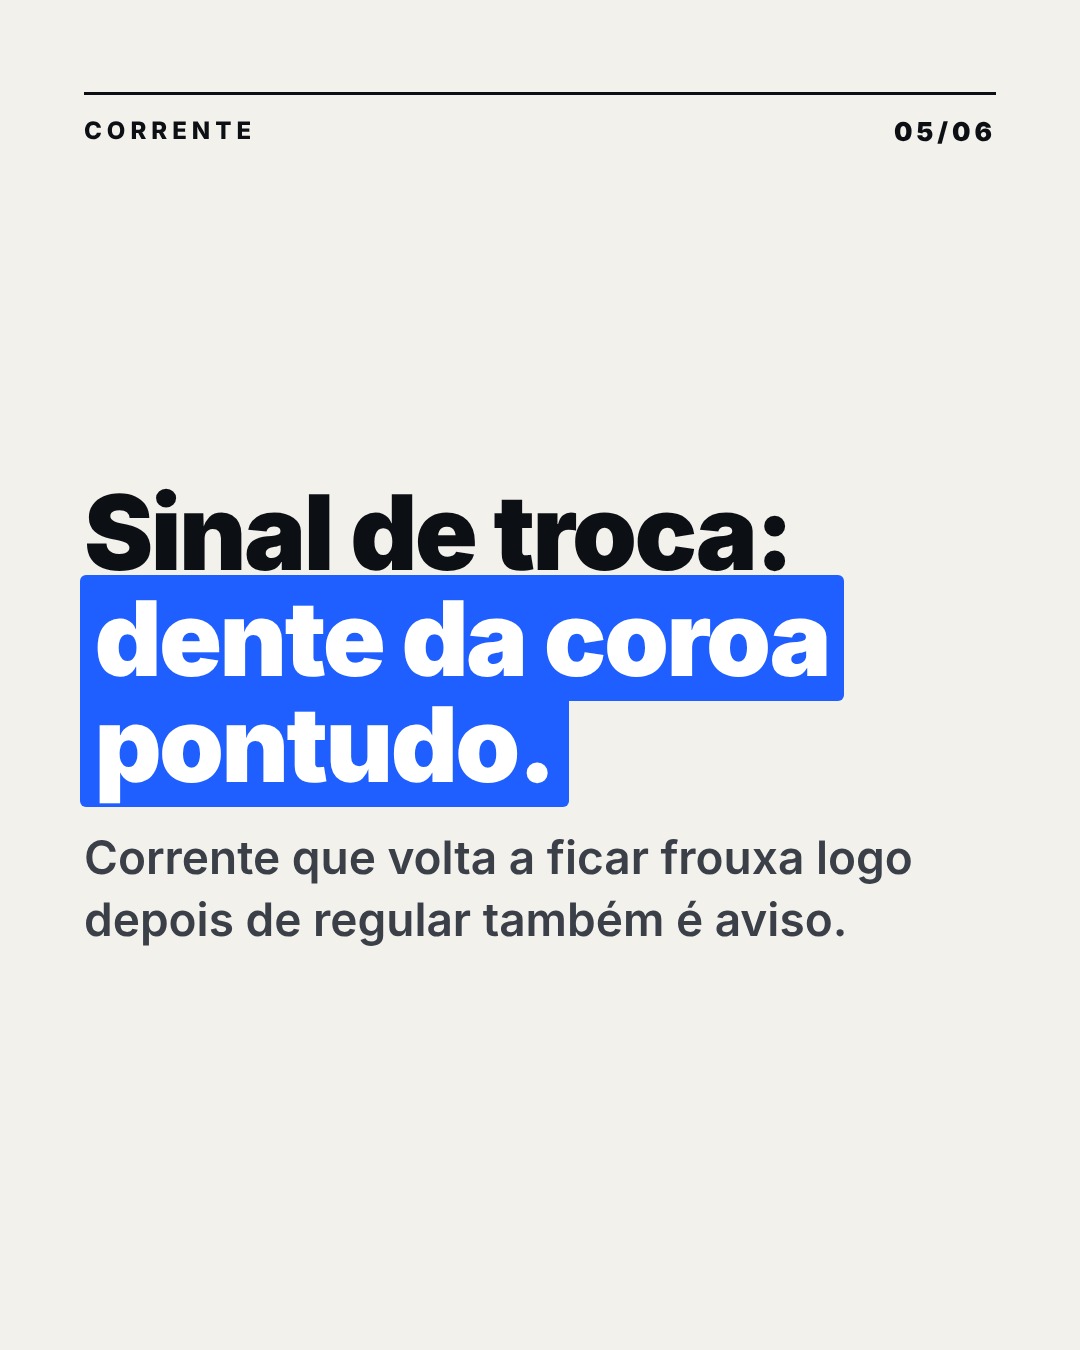 CORRENTE
05/06
Sinal de troca:
dente da coroa
pontudo.
Corrente que volta a ficar frouxa logo
depois de regular também é aviso.